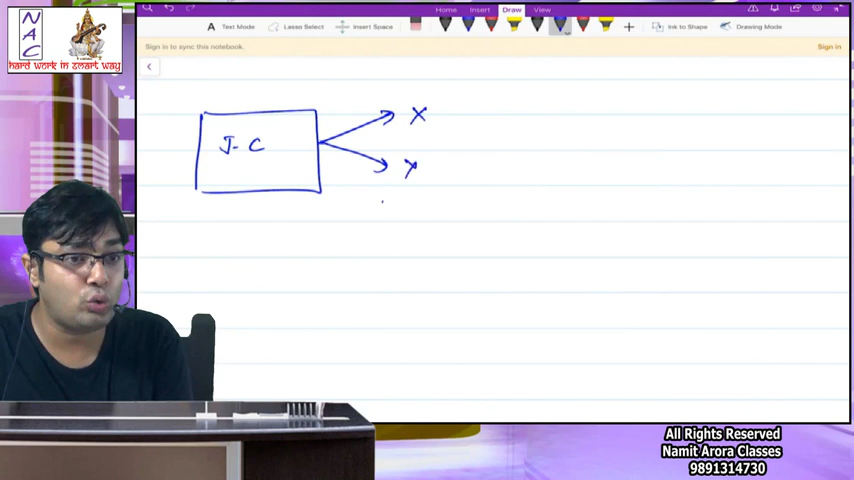 NAC
hard work in smart way
Home Insert Draw View
Text Mode Lasso Select Insert Space Ink to Shape Drawing Mode
Sign in to sync this notebook.
Sign in
J-C
X
Y
All Rights Reserved
Namit Arora Classes
9891314730